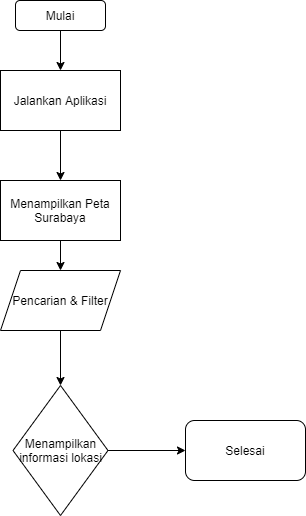 Mulai
Jalankan Aplikasi
Menampilkan Peta
Surabaya
Pencarian & Filter
Menampilkan
informasi lokasi
Selesai